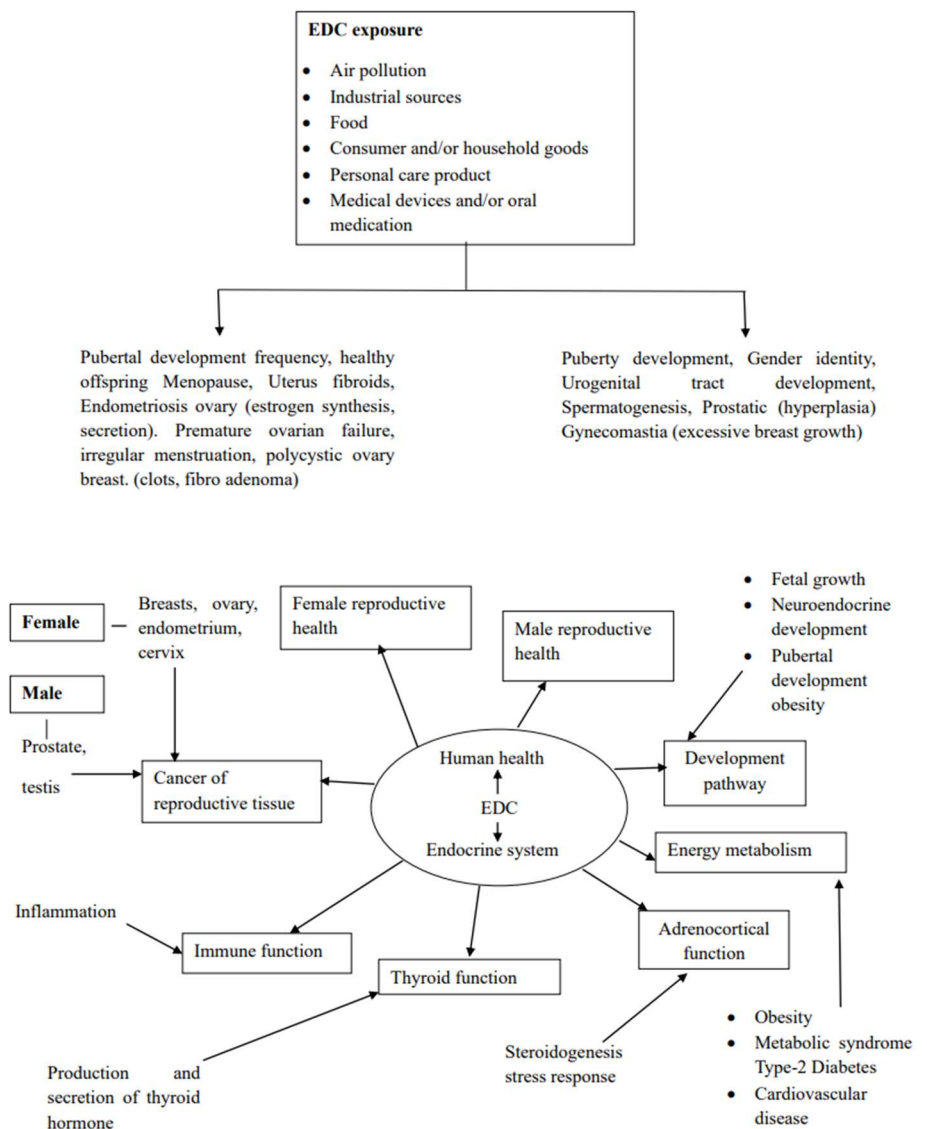 EDC exposure
• Air pollution
• Industrial sources
• Food
• Consumer and/or household goods
• Personal care product
• Medical devices and/or oral
medication
Pubertal development frequency, healthy
offspring Menopause, Uterus fibroids,
Endometriosis ovary (estrogen synthesis,
secretion). Premature ovarian failure,
irregular menstruation, polycystic ovary
breast. (clots, fibro adenoma)
Puberty development, Gender identity,
Urogenital tract development,
Spermatogenesis, Prostatic (hyperplasia)
Gynecomastia (excessive breast growth)
Female
Breasts, ovary,
endometrium,
cervix
Male
Prostate,
testis
Cancer of
reproductive tissue
Female reproductive
health
Male reproductive
health
• Fetal growth
• Neuroendocrine
development
• Pubertal
development
obesity
Development
pathway
Human health
EDC
Endocrine system
Energy metabolism
Inflammation
Immune function
Thyroid function
Adrenocortical
function
Production and
secretion of thyroid
hormone
Steroidogenesis
stress response
• Obesity
• Metabolic syndrome
Type-2 Diabetes
• Cardiovascular
disease